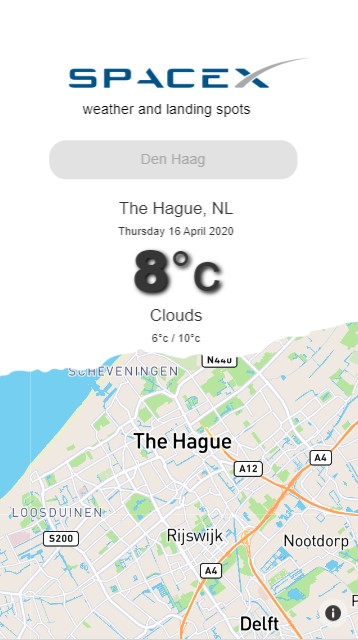 SPACEX
weather and landing spots
Den Haag
The Hague, NL
Thursday 16 April 2020
8°c
Clouds
6°c / 10°c
N440
SCHEVENINGEN
The Hague
A12
A4
LOOSDUINEN
S200
Rijswijk
Nootdorp
A4
P
Delft